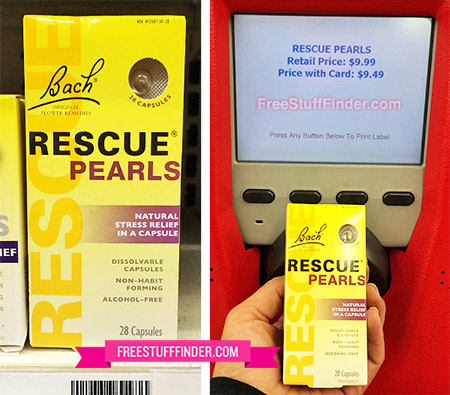 RESCUE
Bach
ORIGINAL
FLOWER REMEDIES
28 CAPSULES
RESCUE®
PEARLS
NATURAL
STRESS RELIEF
IN A CAPSULE
DISSOLVABLE
CAPSULES
NON-HABIT
FORMING
ALCOHOL-FREE
28 Capsules
RESCUE PEARLS
Retail Price: $9.99
Price with Card: $9.49
FreeStuffFinder.com
Press Any Button Below To Print Label
RESCUE
Bach
RESCUE®
PEARLS
NATURAL
STRESS RELIEF
IN A CAPSULE
DISSOLVABLE
CAPSULES
NON-HABIT
FORMING
ALCOHOL-FREE
28 Capsules
FREESTUFFFINDER.COM